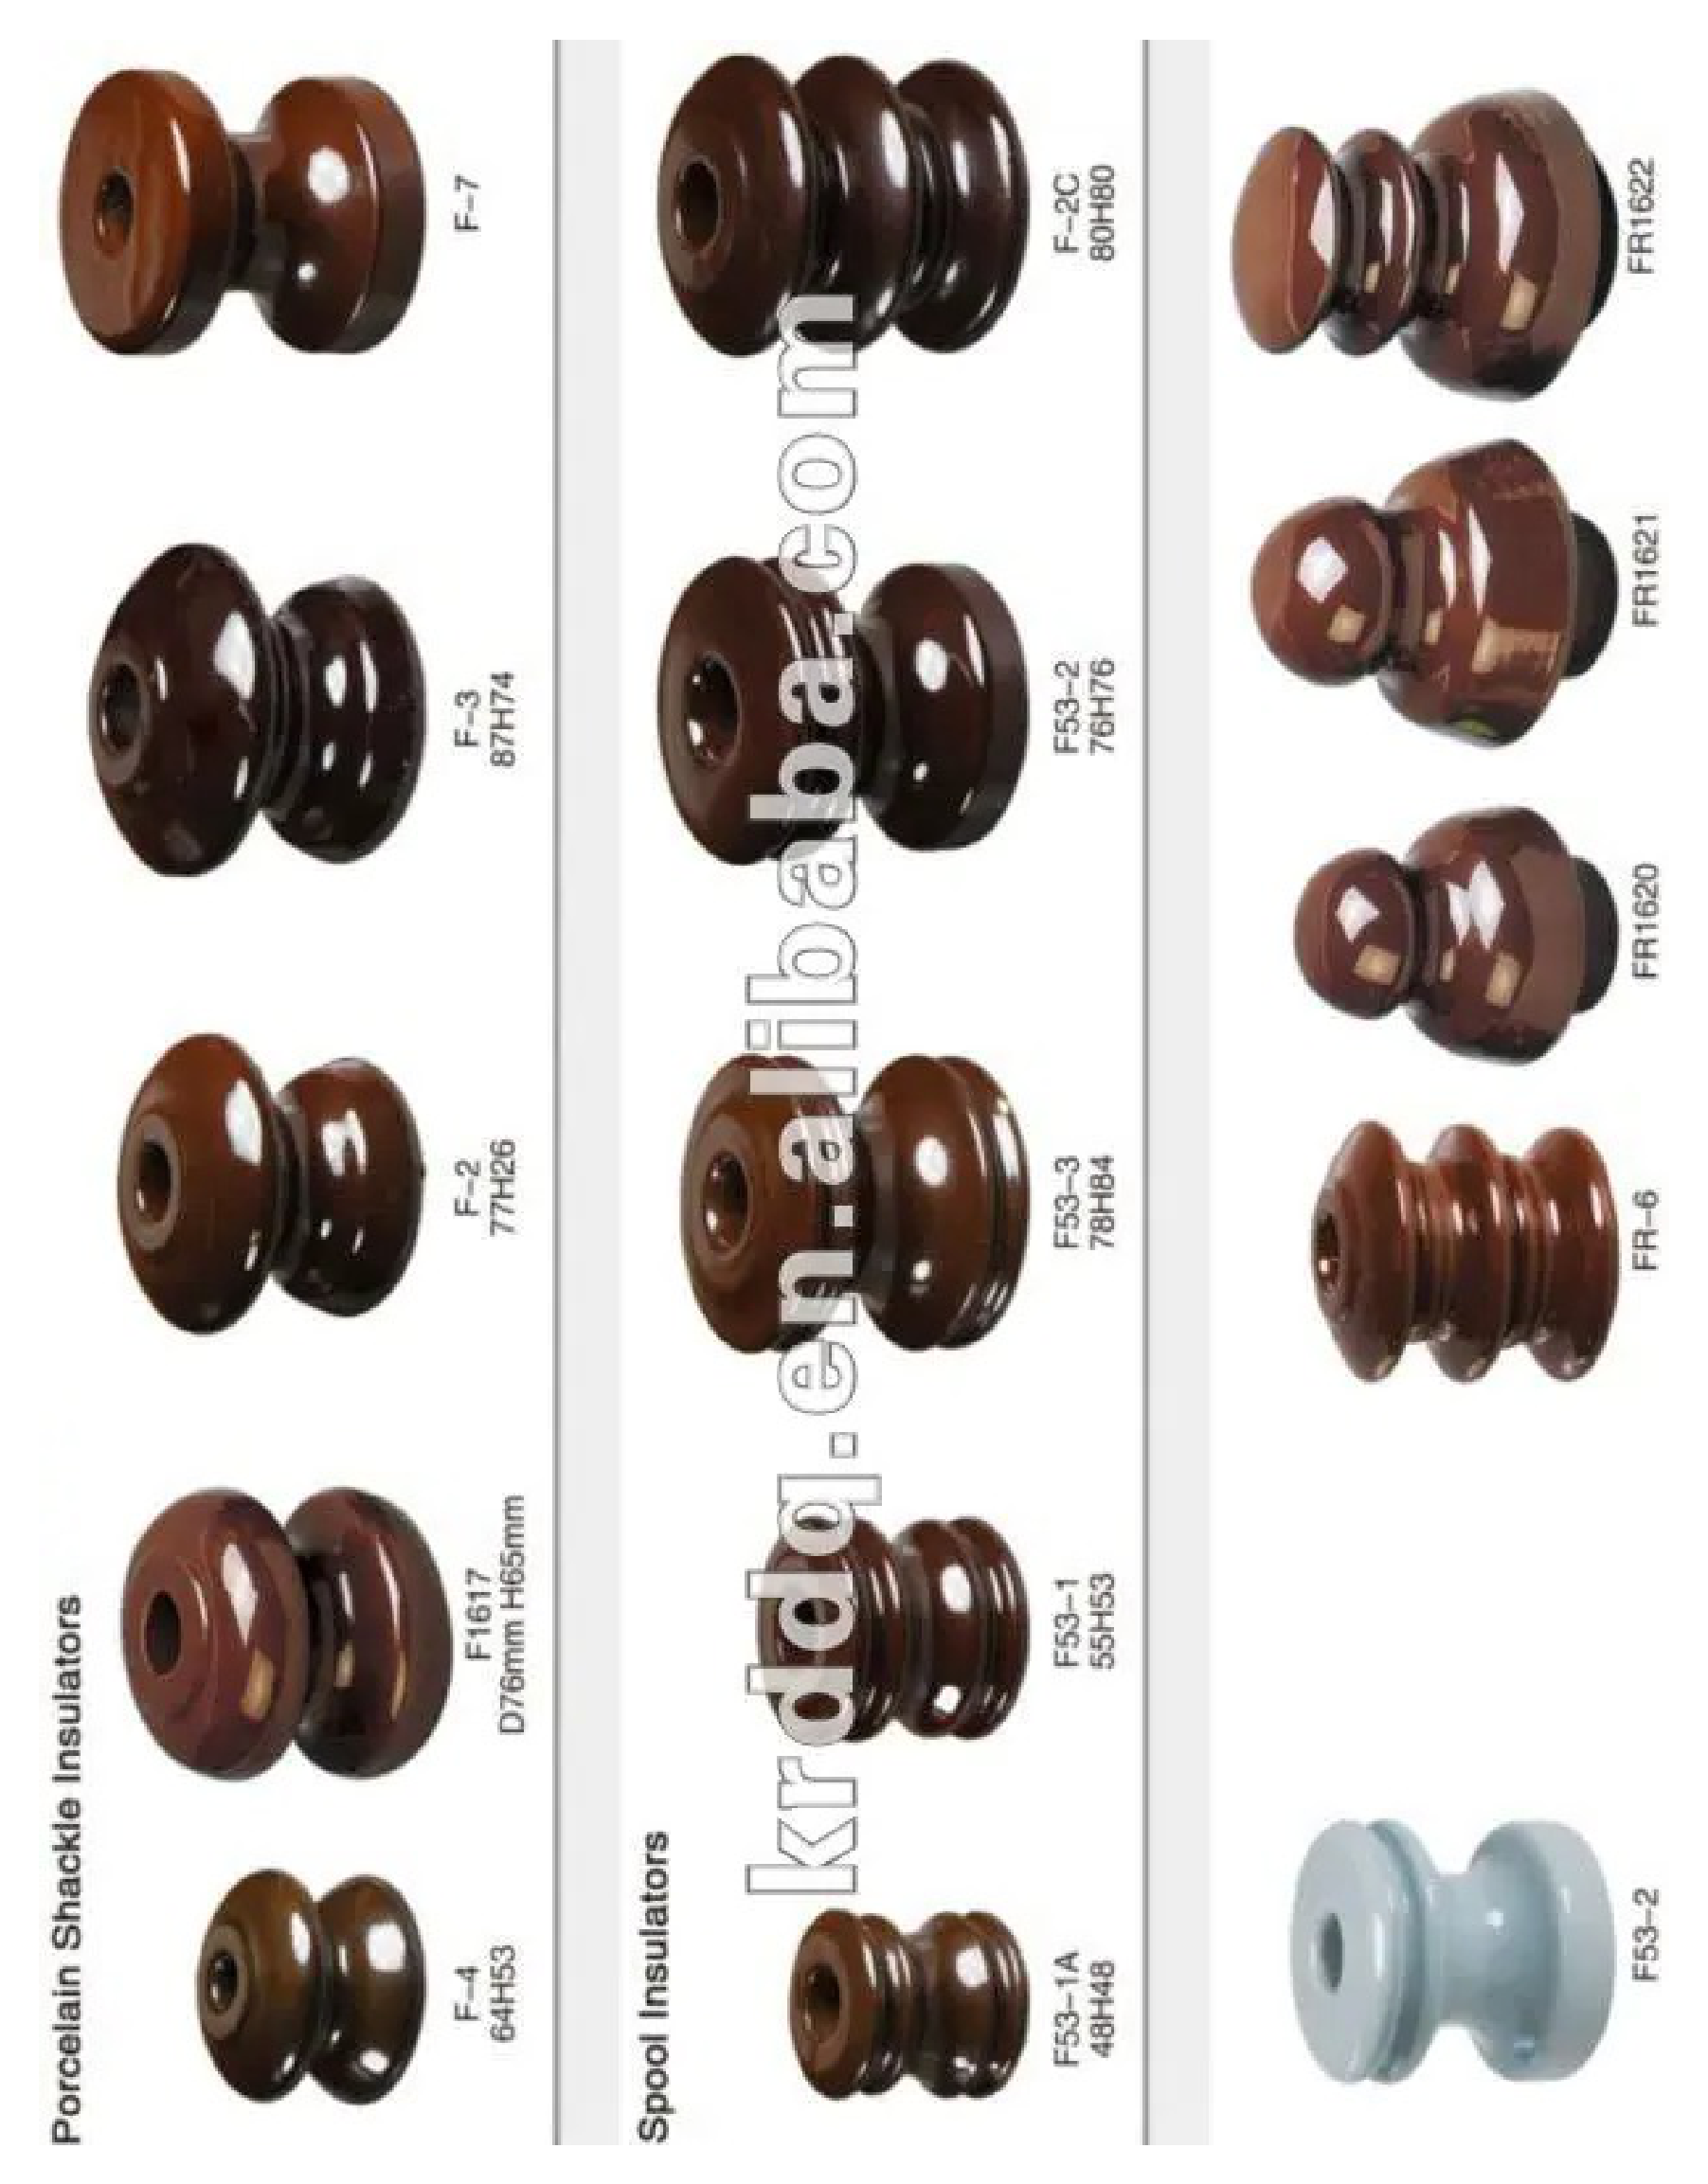 Porcelain Shackle Insulators
F-4
64H53
F1617
D76mm H65mm
F-2
77H26
F-3
87H74
F-7
Spool Insulators
F53-1A
48H48
F53-1
55H53
F53-3
78H84
F53-2
76H76
F-2C
80H80
krddq.en.alibaba.com
F53-2
FR-6
FR1620
FR1621
FR1622